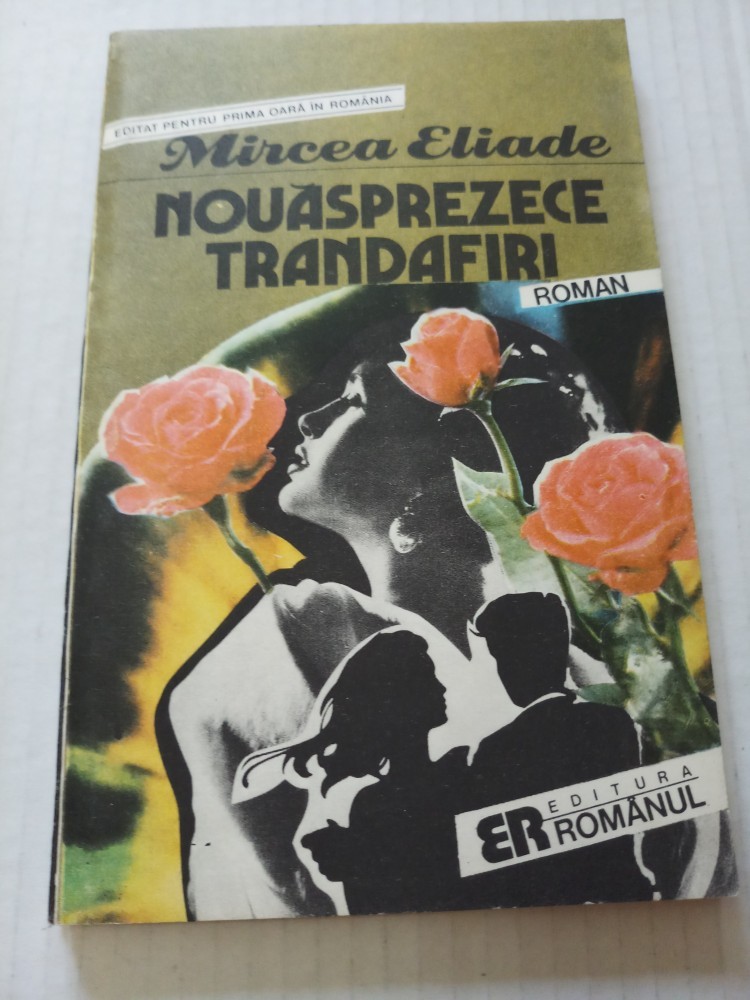 EDITAT PENTRU PRIMA OARĂ ÎN ROMÂNIA
Mircea Eliade
NOUĂSPREZECE
TRANDAFIRI
ROMAN
ER EDITURA
ROMÂNUL